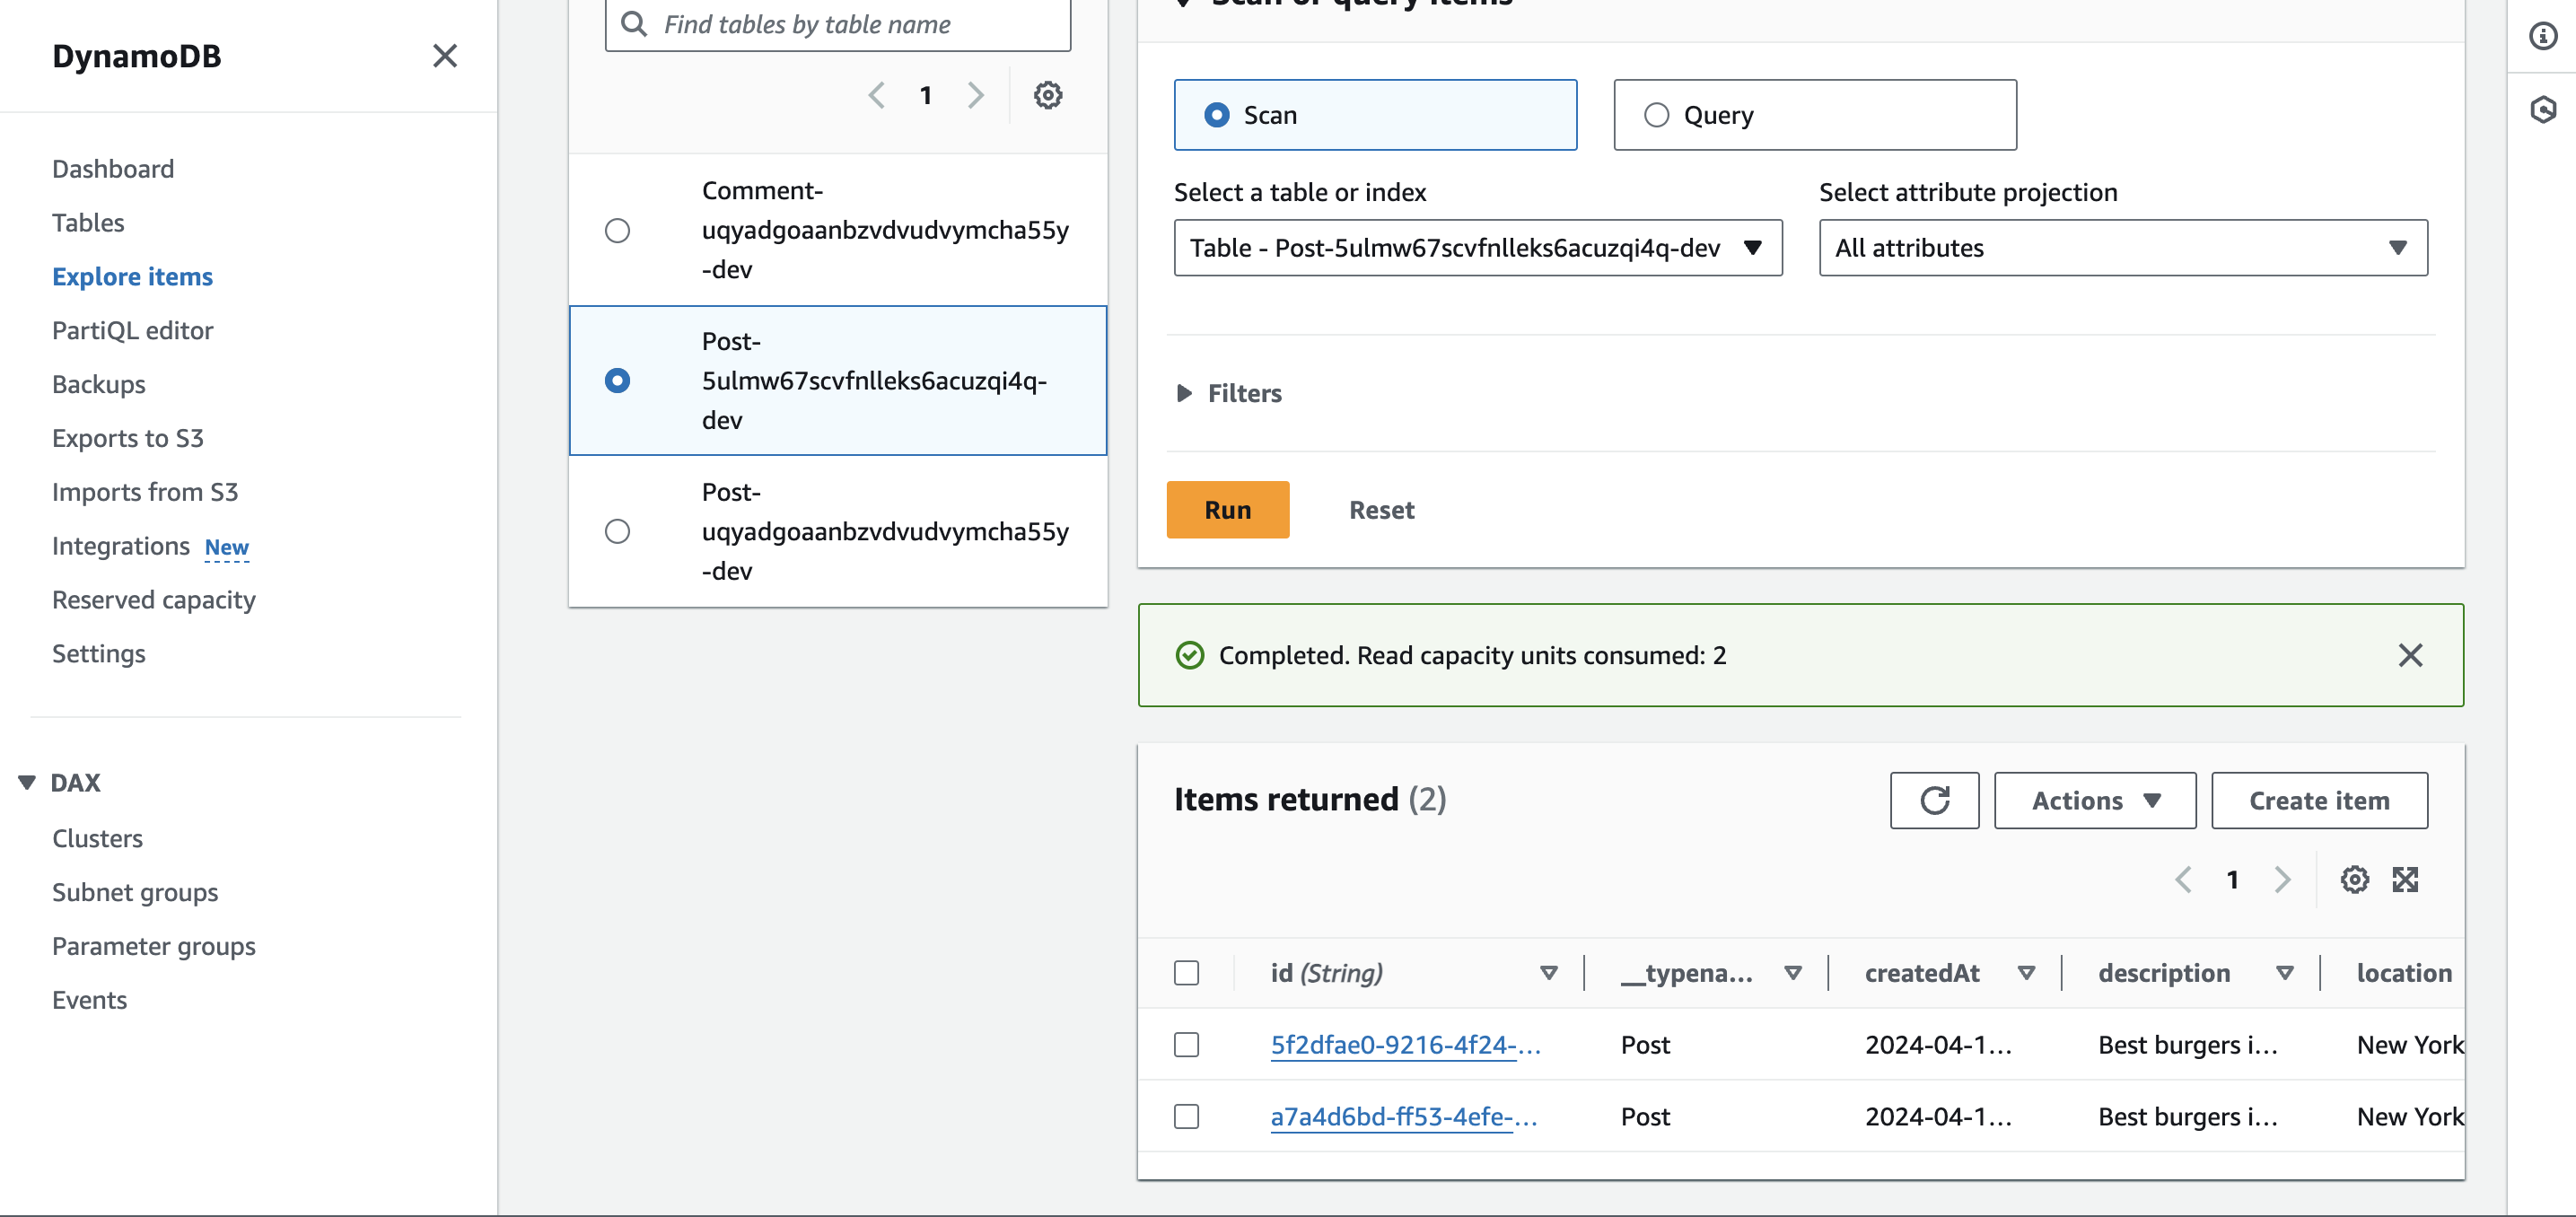 DynamoDB
Dashboard
Tables
Explore items
PartiQL editor
Backups
Exports to S3
Imports from S3
Integrations New
Reserved capacity
Settings
DAX
Clusters
Subnet groups
Parameter groups
Events
Find tables by table name
1
Comment-
uqyadgoaanbzvdvudvymcha55y
-dev
Post-
5ulmw67scvfnlleks6acuzqi4q-
dev
Post-
uqyadgoaanbzvdvudvymcha55y
-dev
Scan or query items
Scan
Query
Select a table or index
Select attribute projection
Table - Post-5ulmw67scvfnlleks6acuzqi4q-dev
All attributes
Filters
Run
Reset
Completed. Read capacity units consumed: 2
Items returned (2)
Actions
Create item
1
id (String) __typena... createdAt description location
5f2dfae0-9216-4f24-... Post 2024-04-1... Best burgers i... New York
a7a4d6bd-ff53-4efe-... Post 2024-04-1... Best burgers i... New York